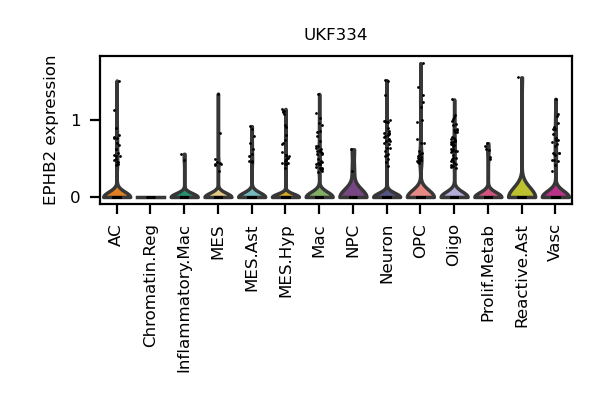 UKF334
EPHB2 expression
1
0
AC
Chromatin.Reg
Inflammatory.Mac
MES
MES.Ast
MES.Hyp
Mac
NPC
Neuron
OPC
Oligo
Prolif.Metab
Reactive.Ast
Vasc